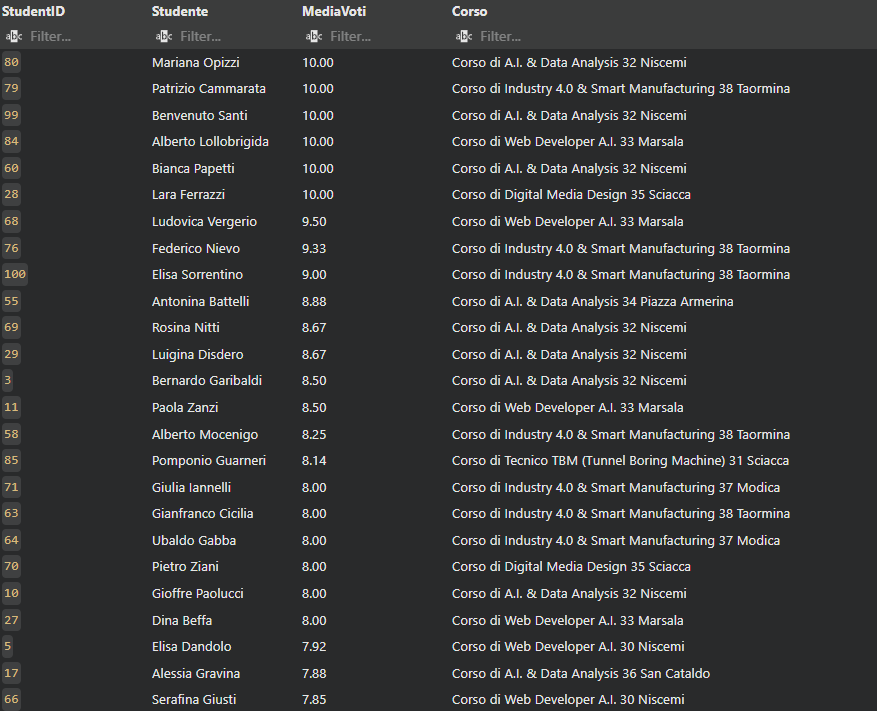 StudentID Studente MediaVoti Corso
abc Filter... abc Filter... abc Filter... abc Filter...
80 Mariana Opizzi 10.00 Corso di A.I. & Data Analysis 32 Niscemi
79 Patrizio Cammarata 10.00 Corso di Industry 4.0 & Smart Manufacturing 38 Taormina
99 Benvenuto Santi 10.00 Corso di A.I. & Data Analysis 32 Niscemi
84 Alberto Lollobrigida 10.00 Corso di Web Developer A.I. 33 Marsala
60 Bianca Papetti 10.00 Corso di A.I. & Data Analysis 32 Niscemi
28 Lara Ferrazzi 10.00 Corso di Digital Media Design 35 Sciacca
68 Ludovica Vergerio 9.50 Corso di Web Developer A.I. 33 Marsala
76 Federico Nievo 9.33 Corso di Industry 4.0 & Smart Manufacturing 38 Taormina
100 Elisa Sorrentino 9.00 Corso di Industry 4.0 & Smart Manufacturing 38 Taormina
55 Antonina Battelli 8.88 Corso di A.I. & Data Analysis 34 Piazza Armerina
69 Rosina Nitti 8.67 Corso di A.I. & Data Analysis 32 Niscemi
29 Luigina Disdero 8.67 Corso di A.I. & Data Analysis 32 Niscemi
3 Bernardo Garibaldi 8.50 Corso di A.I. & Data Analysis 32 Niscemi
11 Paola Zanzi 8.50 Corso di Web Developer A.I. 33 Marsala
58 Alberto Mocenigo 8.25 Corso di Industry 4.0 & Smart Manufacturing 38 Taormina
85 Pomponio Guarneri 8.14 Corso di Tecnico TBM (Tunnel Boring Machine) 31 Sciacca
71 Giulia Iannelli 8.00 Corso di Industry 4.0 & Smart Manufacturing 37 Modica
63 Gianfranco Cicilia 8.00 Corso di Industry 4.0 & Smart Manufacturing 38 Taormina
64 Ubaldo Gabba 8.00 Corso di Industry 4.0 & Smart Manufacturing 37 Modica
70 Pietro Ziani 8.00 Corso di Digital Media Design 35 Sciacca
10 Gioffre Paolucci 8.00 Corso di A.I. & Data Analysis 32 Niscemi
27 Dina Beffa 8.00 Corso di Web Developer A.I. 33 Marsala
5 Elisa Dandolo 7.92 Corso di Web Developer A.I. 30 Niscemi
17 Alessia Gravina 7.88 Corso di A.I. & Data Analysis 36 San Cataldo
66 Serafina Giusti 7.85 Corso di Web Developer A.I. 30 Niscemi